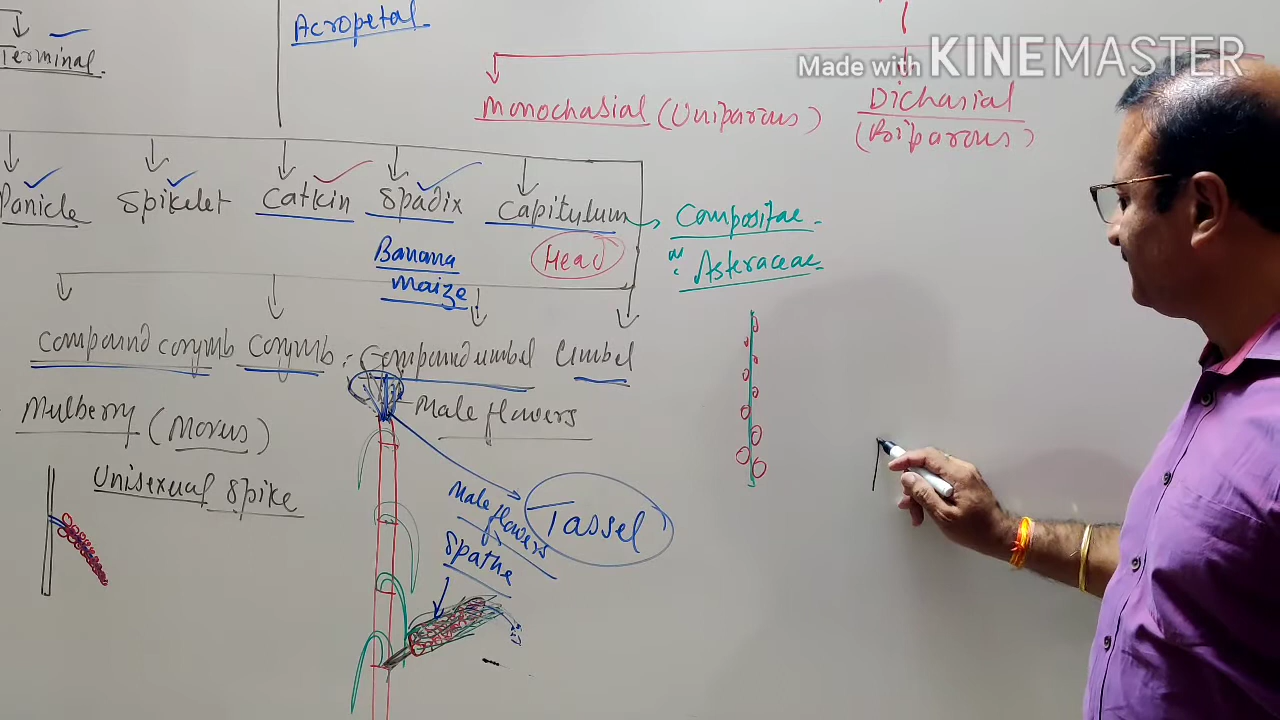 Made with KINEMASTER
Terminal
Acropetal
Monochasial (Uniparous)
Dichasial
(Biparous)
Panicle
Spikelet
Catkin
Spadix
Capitulum
Compositae
Asteraceae
Banana
maize
Head
Compound corymb
Corymb
Compound umbel
Umbel
Mulberry (Morus)
Male flowers
Unisexual Spike
Male flowers
Spathe
Tassel